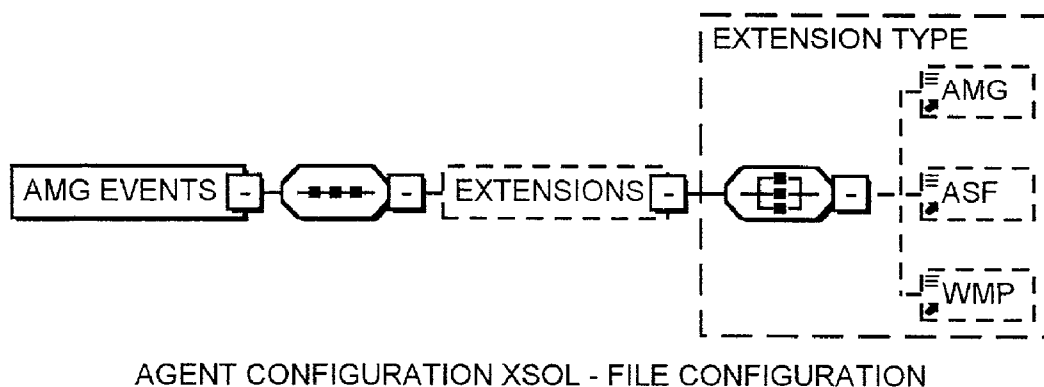 EXTENSION TYPE
AMG
AMG EVENTS
EXTENSIONS
ASF
WMP
AGENT CONFIGURATION XSOL - FILE CONFIGURATION